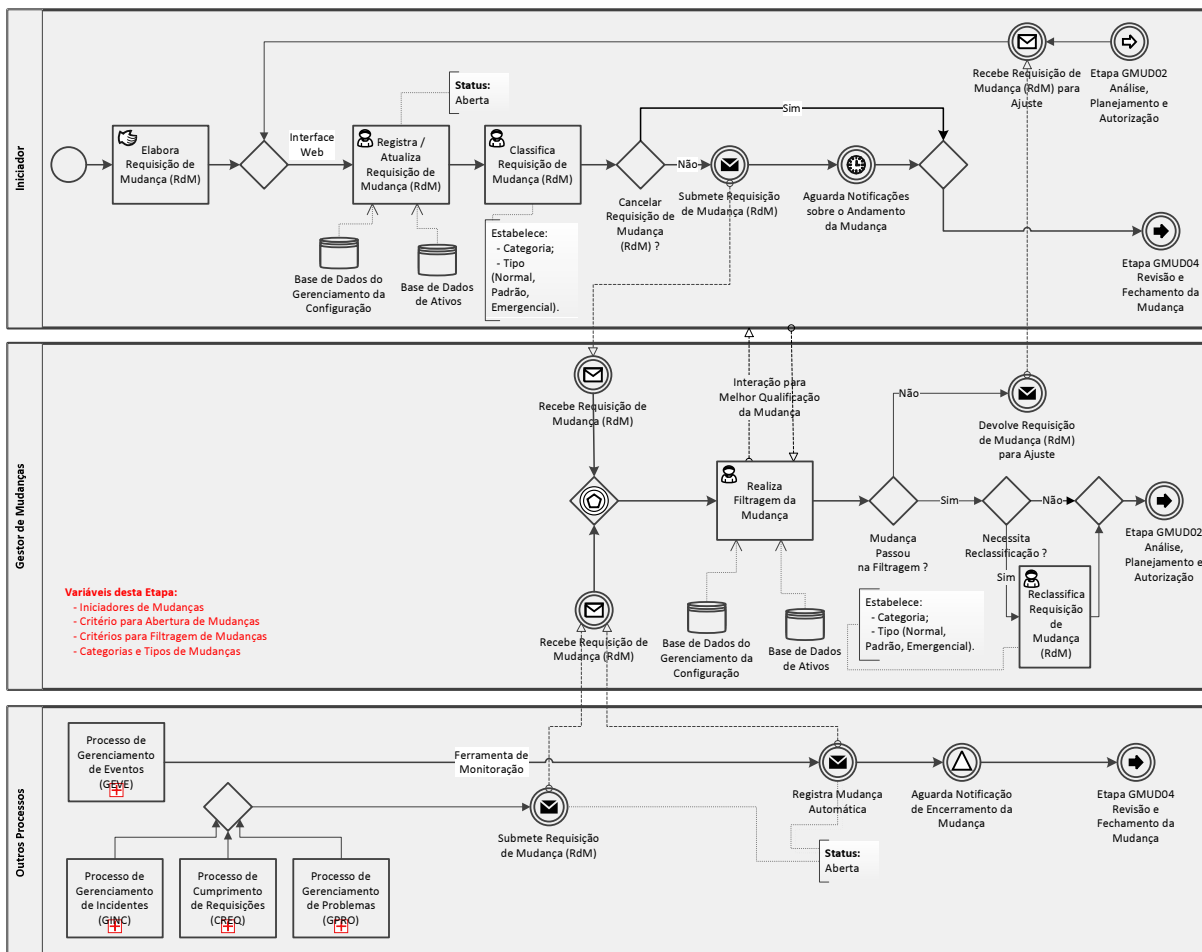 Iniciador
Elabora
Requisição de
Mudança (RdM)
Interface
Web
Status:
Aberta
Registra /
Atualiza
Requisição de
Mudança (RdM)
Classifica
Requisição de
Mudança (RdM)
Base de Dados do
Gerenciamento da
Configuração
Base de Dados
de Ativos
Estabelece:
- Categoria;
- Tipo
(Normal,
Padrão,
Emergencial).
Cancelar
Requisição de
Mudança
(RdM) ?
Sim
Não
Submete Requisição
de Mudança (RdM)
Aguarda Notificações
sobre o Andamento
da Mudança
Recebe Requisição de
Mudança (RdM) para
Ajuste
Etapa GMUD02
Análise,
Planejamento e
Autorização
Etapa GMUD04
Revisão e
Fechamento da
Mudança
Gestor de Mudanças
Recebe Requisição de
Mudança (RdM)
Interação para
Melhor Qualificação
da Mudança
Realiza
Filtragem da
Mudança
Não
Devolve Requisição
de Mudança (RdM)
para Ajuste
Mudança
Passou
na Filtragem ?
Sim
Necessita
Reclassificação ?
Não
Sim
Etapa GMUD02
Análise,
Planejamento e
Autorização
Reclassifica
Requisição
de
Mudança
(RdM)
Estabelece:
- Categoria;
- Tipo (Normal,
Padrão, Emergencial).
Variáveis desta Etapa:
- Iniciadores de Mudanças
- Critério para Abertura de Mudanças
- Critérios para Filtragem de Mudanças
- Categorias e Tipos de Mudanças
Recebe Requisição de
Mudança (RdM)
Base de Dados do
Gerenciamento da
Configuração
Base de Dados
de Ativos
Outros Processos
Processo de
Gerenciamento
de Eventos
(GEVE)
Ferramenta de
Monitoração
Registra Mudança
Automática
Aguarda Notificação
de Encerramento da
Mudança
Etapa GMUD04
Revisão e
Fechamento da
Mudança
Submete Requisição
de Mudança (RdM)
Status:
Aberta
Processo de
Gerenciamento
de Incidentes
(GINC)
Processo de
Cumprimento
de Requisições
(CREQ)
Processo de
Gerenciamento
de Problemas
(GPRO)